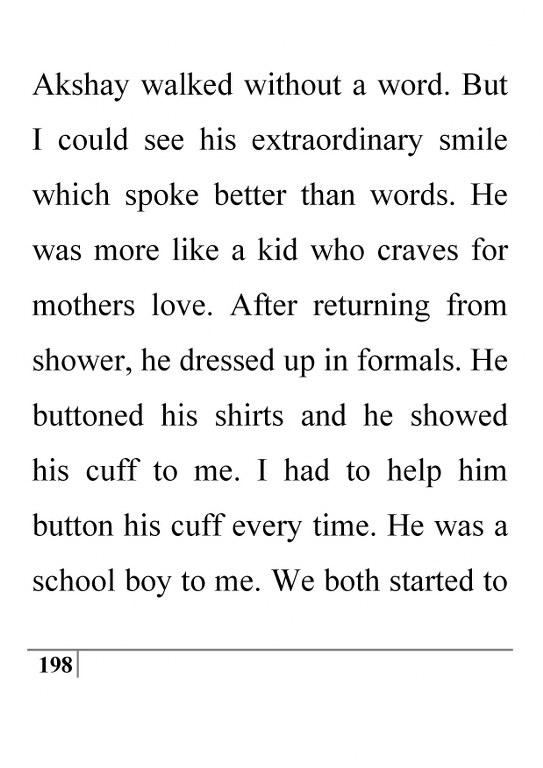 Akshay walked without a word. But
I could see his extraordinary smile
which spoke better than words. He
was more like a kid who craves for
mothers love. After returning from
shower, he dressed up in formals. He
buttoned his shirts and he showed
his cuff to me. I had to help him
button his cuff every time. He was a
school boy to me. We both started to
198